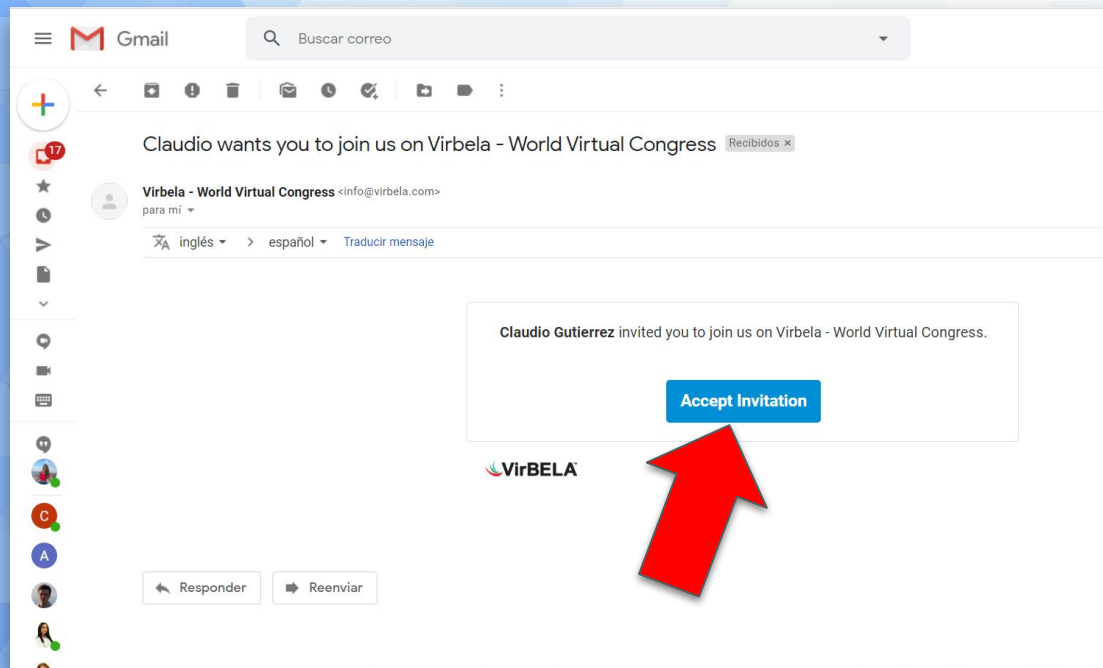 Gmail
Buscar correo
Claudio wants you to join us on Virbela - World Virtual Congress Recibidos ×
17
Virbela - World Virtual Congress <info@virbela.com>
para mí
inglés > español Traducir mensaje
Claudio Gutierrez invited you to join us on Virbela - World Virtual Congress.
Accept Invitation
VirBELA
C
A
Responder Reenviar